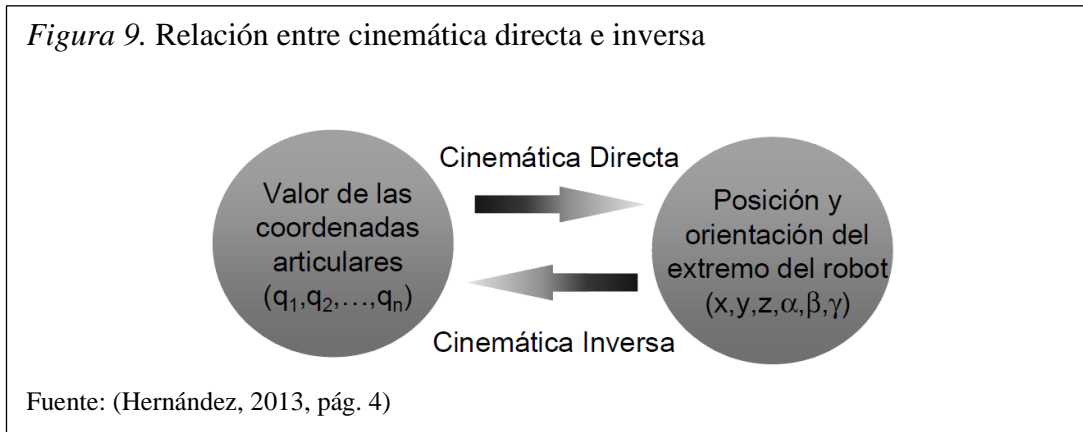 Figura 9. Relación entre cinemática directa e inversa
Cinemática Directa
Valor de las
coordenadas
articulares
(q1,q2,...,qn)
Posición y
orientación del
extremo del robot
(x,y,z,α,β,γ)
Cinemática Inversa
Fuente: (Hernández, 2013, pág. 4)